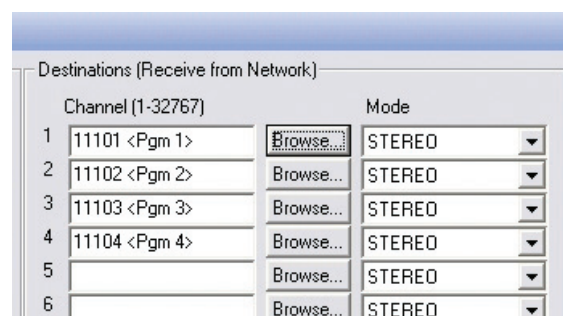 Destinations (Receive from Network)
Channel (1-32767) Mode
1 11101 <Pgm 1> Browse... STEREO
2 11102 <Pgm 2> Browse... STEREO
3 11103 <Pgm 3> Browse... STEREO
4 11104 <Pgm 4> Browse... STEREO
5 Browse... STEREO
6 Browse... STEREO